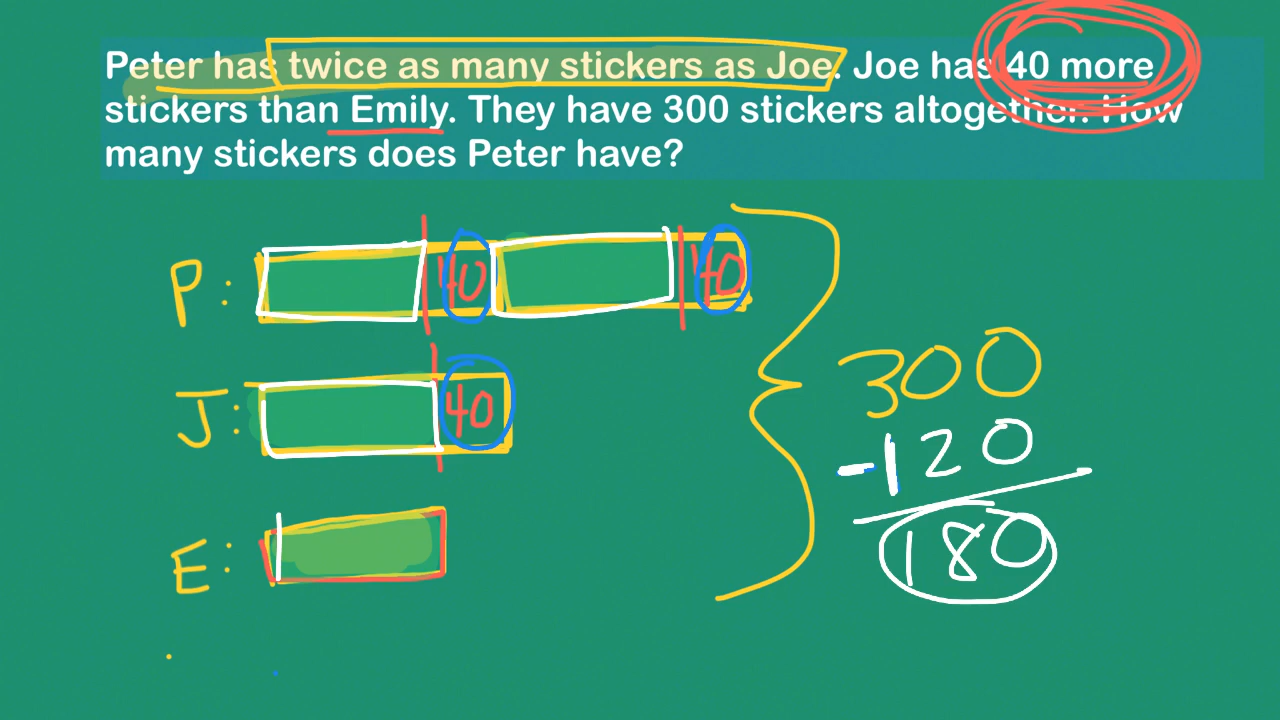 Peter has twice as many stickers as Joe. Joe has 40 more
stickers than Emily. They have 300 stickers altogether. How
many stickers does Peter have?
P: 40 40
J: 40
E:
300
-120
180